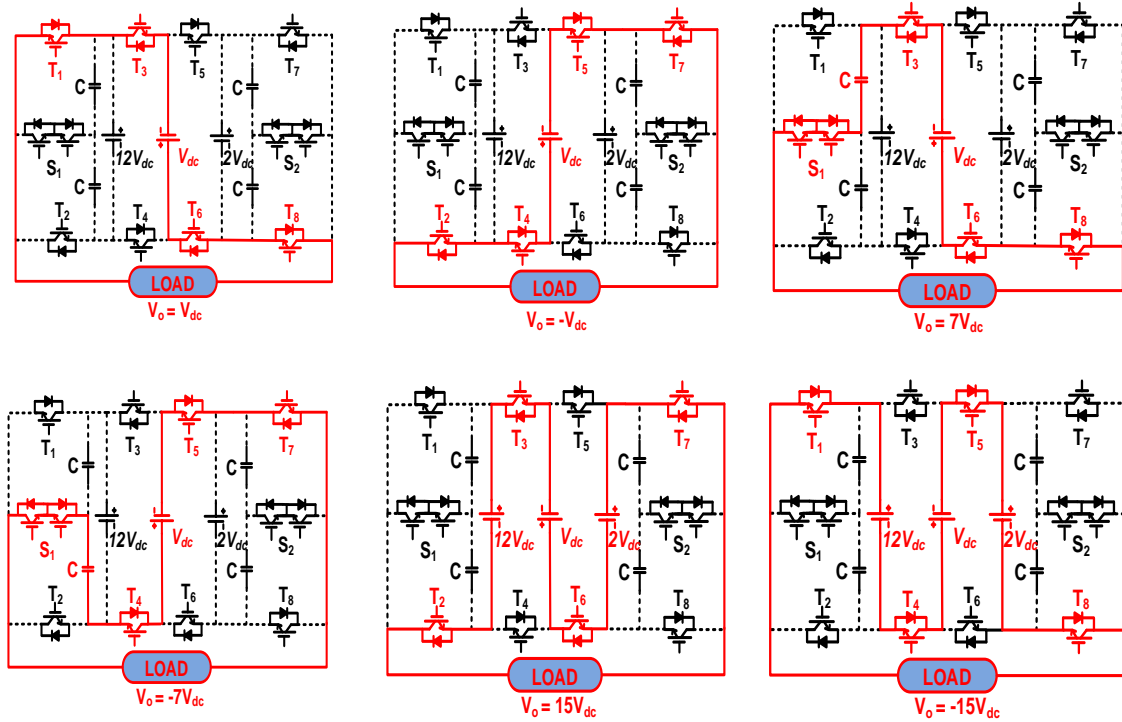 T1 T3 T5 T7
C C
12Vdc Vdc 2Vdc
S1 S2
C C
T2 T4 T6 T8
LOAD
Vo = Vdc
T1 T3 T5 T7
C C
12Vdc Vdc 2Vdc
S1 S2
C C
T2 T4 T6 T8
LOAD
Vo = -Vdc
T1 T3 T5 T7
C C
12Vdc Vdc 2Vdc
S1 S2
C C
T2 T4 T6 T8
LOAD
Vo = 7Vdc
T1 T3 T5 T7
C C
12Vdc Vdc 2Vdc
S1 S2
C C
T2 T4 T6 T8
LOAD
Vo = -7Vdc
T1 T3 T5 T7
C C
12Vdc Vdc 2Vdc
S1 S2
C C
T2 T4 T6 T8
LOAD
Vo = 15Vdc
T1 T3 T5 T7
C C
12Vdc Vdc 2Vdc
S1 S2
C C
T2 T4 T6 T8
LOAD
Vo = -15Vdc